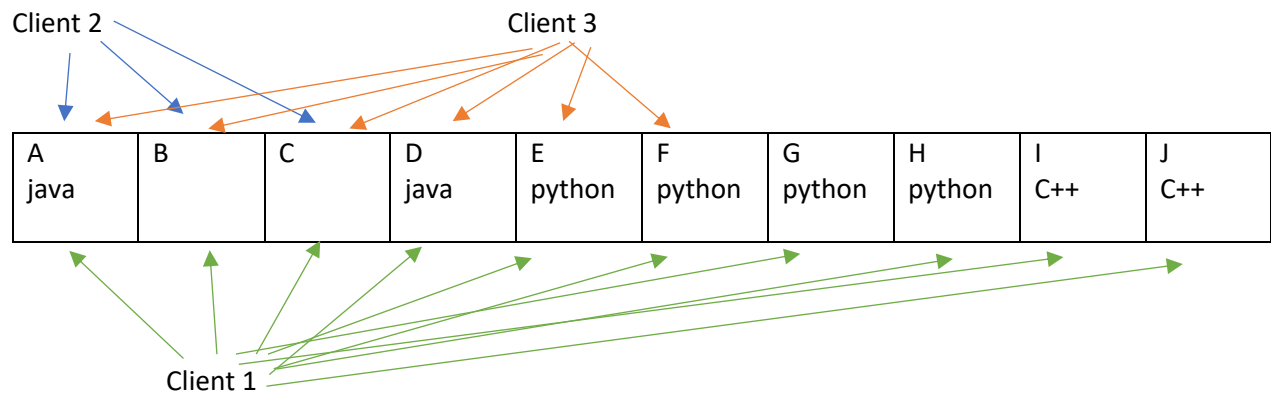 Client 2 Client 3
A B C D E F G H I J
java java python python python python C++ C++
Client 1